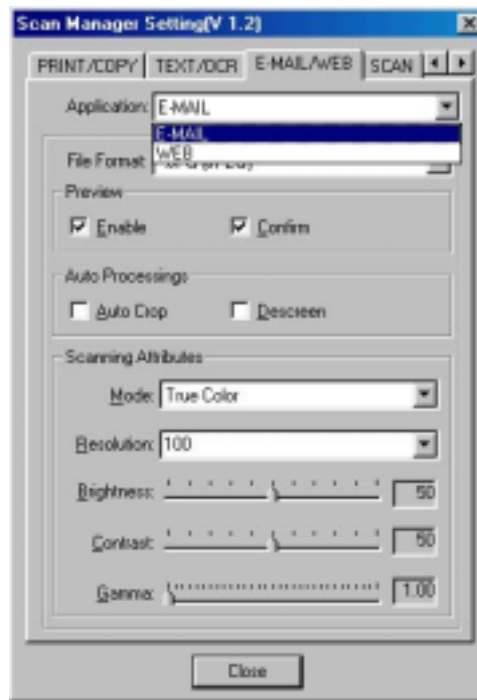 Scan Manager Setting(V 1.2)
PRINT/COPY TEXT/OCR E-MAIL/WEB SCAN
Application: E-MAIL
E-MAIL
WEB
File Format:
Preview
Enable Confirm
Auto Processings
Auto Crop Descreen
Scanning Attributes
Mode: True Color
Resolution: 100
Brightness: 50
Contrast: 50
Gamma: 1.00
Close